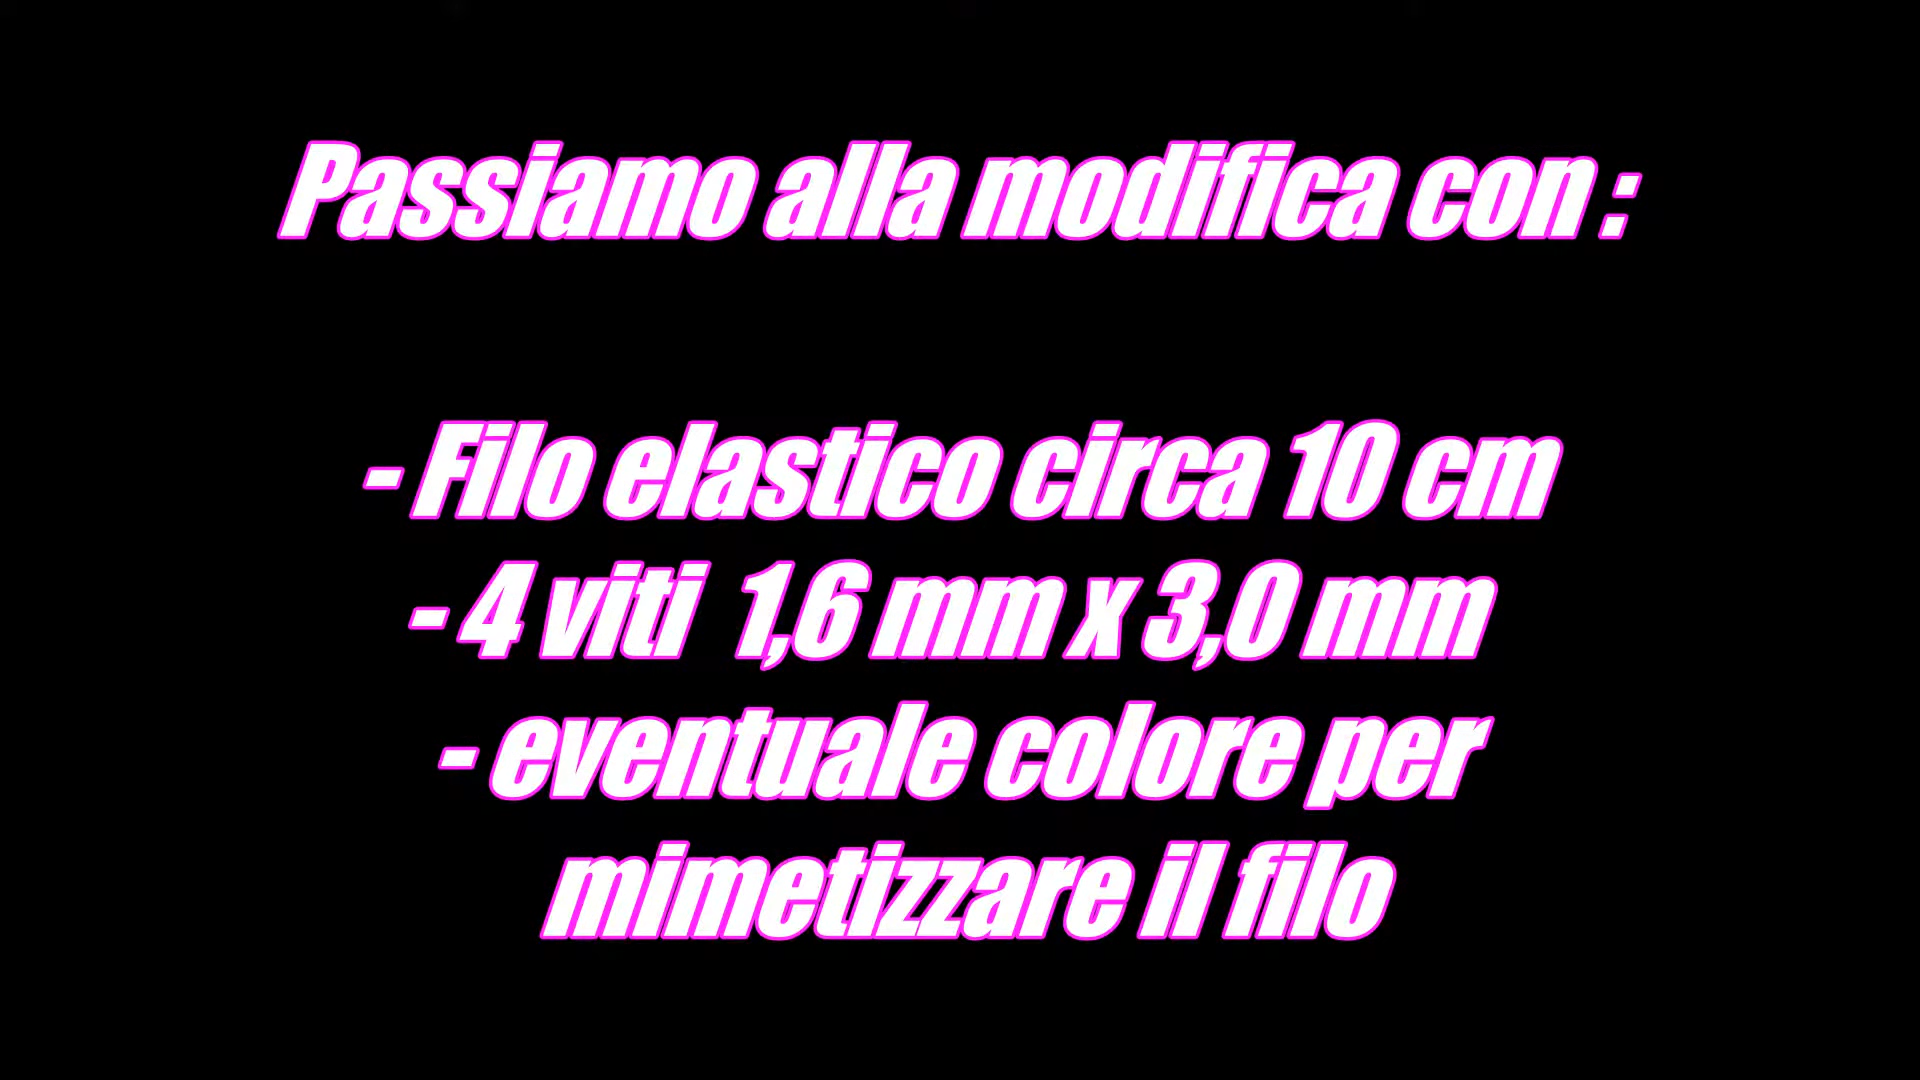 Passiamo alla modifica con :
- Filo elastico circa 10 cm
- 4 viti 1,6 mm x 3,0 mm
- eventuale colore per
mimetizzare il filo